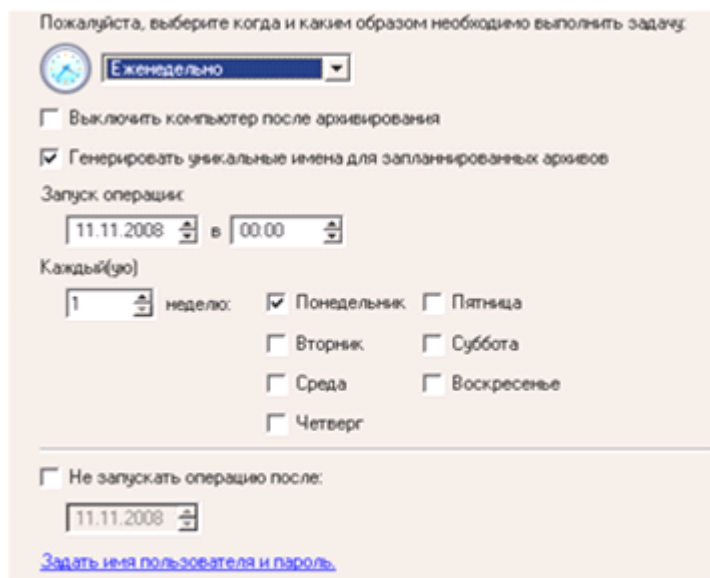 Пожалуйста, выберите когда и каким образом необходимо выполнить задачу:
Еженедельно
Выключить компьютер после архивирования
Генерировать уникальные имена для запланнированных архивов
Запуск операции:
11.11.2008 в 00:00
Каждый(ую)
1 неделю: Понедельник Пятница
Вторник Суббота
Среда Воскресенье
Четверг
Не запускать операцию после:
11.11.2008
Задать имя пользователя и пароль.